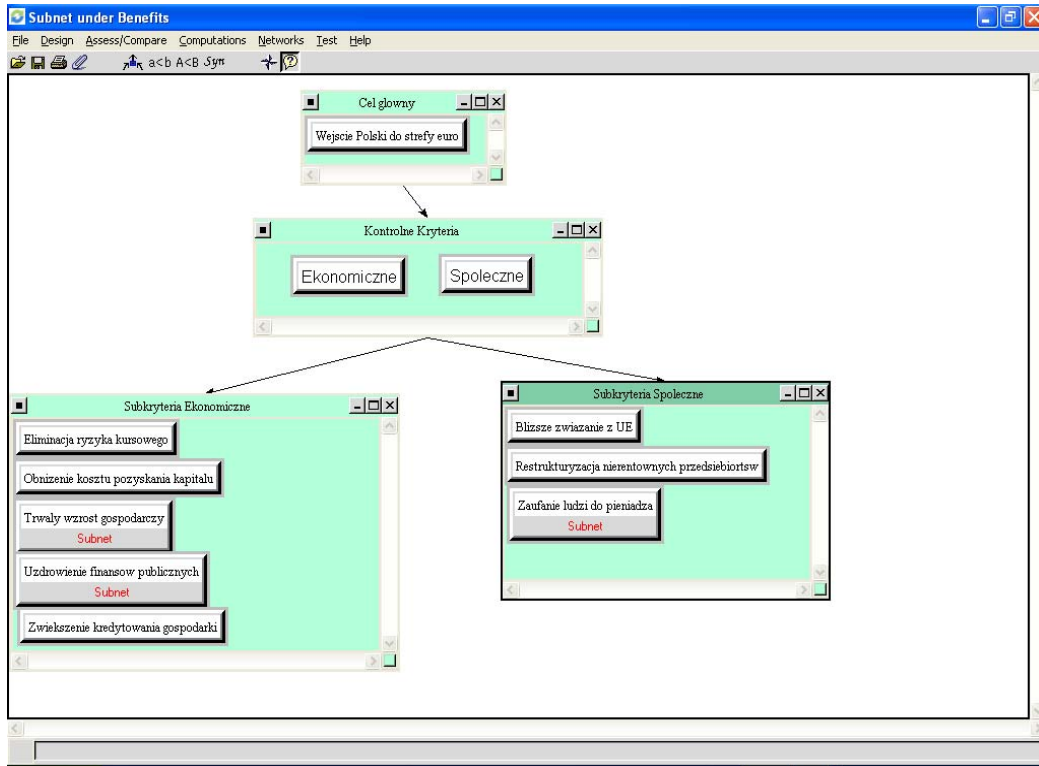 Subnet under Benefits
File Design Assess/Compare Computations Networks Test Help
a<b A<B Syn
Cel glowny
Wejscie Polski do strefy euro
Kontrolne Kryteria
Ekonomiczne
Spoleczne
Subkryteria Ekonomiczne
Eliminacja ryzyka kursowego
Obnizenie kosztu pozyskania kapitalu
Trwaly wzrost gospodarczy
Subnet
Uzdrowienie finansow publicznych
Subnet
Zwiekszenie kredytowania gospodarki
Subkryteria Spoleczne
Blizsze zwiazanie z UE
Restrukturyzacja nierentownych przedsiebiortsw
Zaufanie ludzi do pieniadza
Subnet